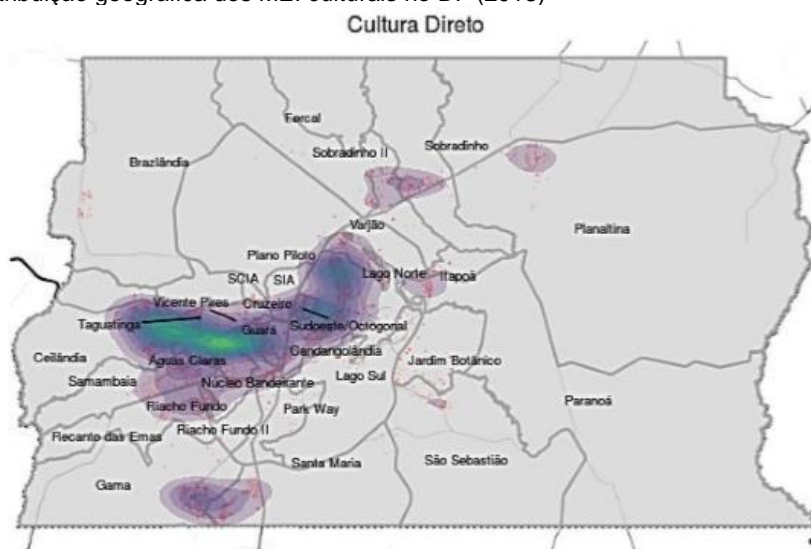 Cultura Direto
Fercal
Sobradinho II
Sobradinho
Brazlândia
Planaltina
Varjão
Plano Piloto
Lago Norte
Itapoã
SCIA
SIA
Vicente Pires
Cruzeiro
Taguatinga
Guará
Sudoeste/Octogonal
Ceilândia
Águas Claras
Candangolândia
Jardim Botânico
Samambaia
Núcleo Bandeirante
Lago Sul
Riacho Fundo
Park Way
Paranoá
Recanto das Emas
Riacho Fundo II
Santa Maria
São Sebastião
Gama